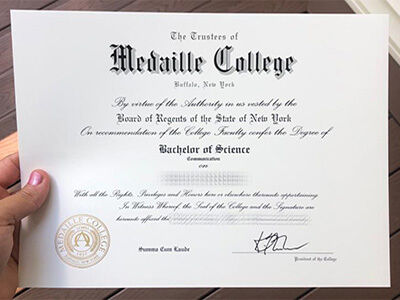 The Trustees of
Medaille College
Buffalo, New York
By virtue of the Authority in us vested by the
Board of Regents of the State of New York
On recommendation of the College Faculty confer the Degree of
Bachelor of Science
Communication
on
With all the Rights, Privileges and Honors here or elsewhere thereunto appertaining
In Witness Whereof, the Seal of the College and the Signature are
hereunto affixed the
Summa Cum Laude
President of the College
MEDAILLE COLLEGE